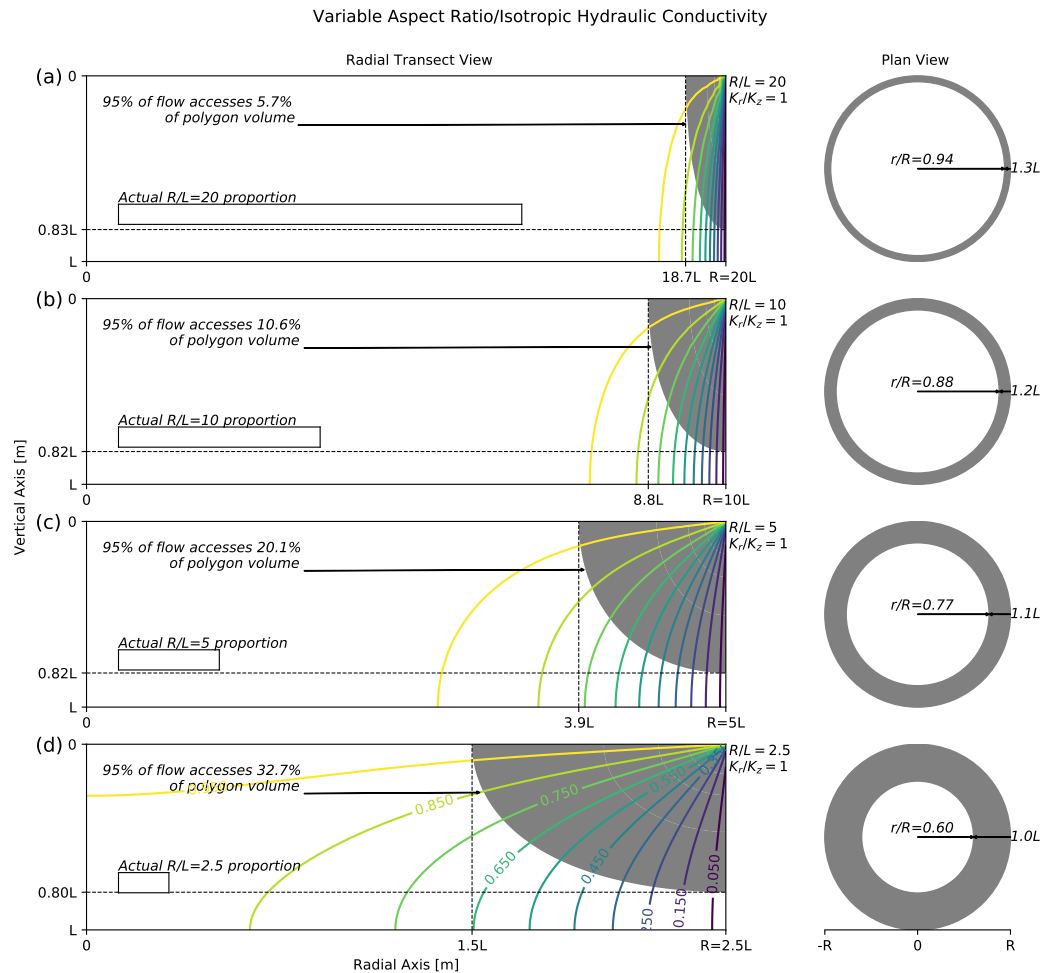 Variable Aspect Ratio/Isotropic Hydraulic Conductivity
Radial Transect View
Plan View
(a)
0
95% of flow accesses 5.7%
of polygon volume
R/L = 20
K_r/K_z = 1
Actual R/L=20 proportion
0.83L
L
0
18.7L
R=20L
r/R=0.94
1.3L
(b)
0
95% of flow accesses 10.6%
of polygon volume
R/L = 10
K_r/K_z = 1
Actual R/L=10 proportion
0.82L
L
0
8.8L
R=10L
r/R=0.88
1.2L
Vertical Axis [m]
(c)
0
95% of flow accesses 20.1%
of polygon volume
R/L = 5
K_r/K_z = 1
Actual R/L=5 proportion
0.82L
L
0
3.9L
R=5L
r/R=0.77
1.1L
(d)
0
95% of flow accesses 32.7%
of polygon volume
R/L = 2.5
K_r/K_z = 1
0.850
0.750
0.650
0.550
0.450
0.150
0.050
Actual R/L=2.5 proportion
0.80L
L
0
1.5L
R=2.5L
Radial Axis [m]
r/R=0.60
1.0L
-R
0
R